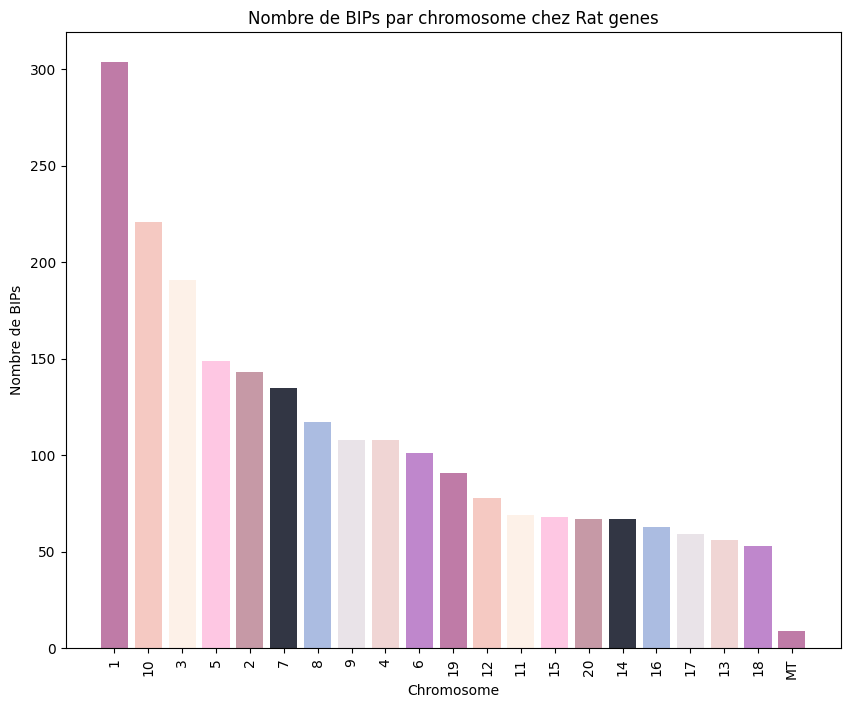 Nombre de BIPs par chromosome chez Rat genes
Nombre de BIPs
300
250
200
150
100
50
0
1 10 3 5 2 7 8 9 4 6 19 12 11 15 20 14 16 17 13 18 MT
Chromosome